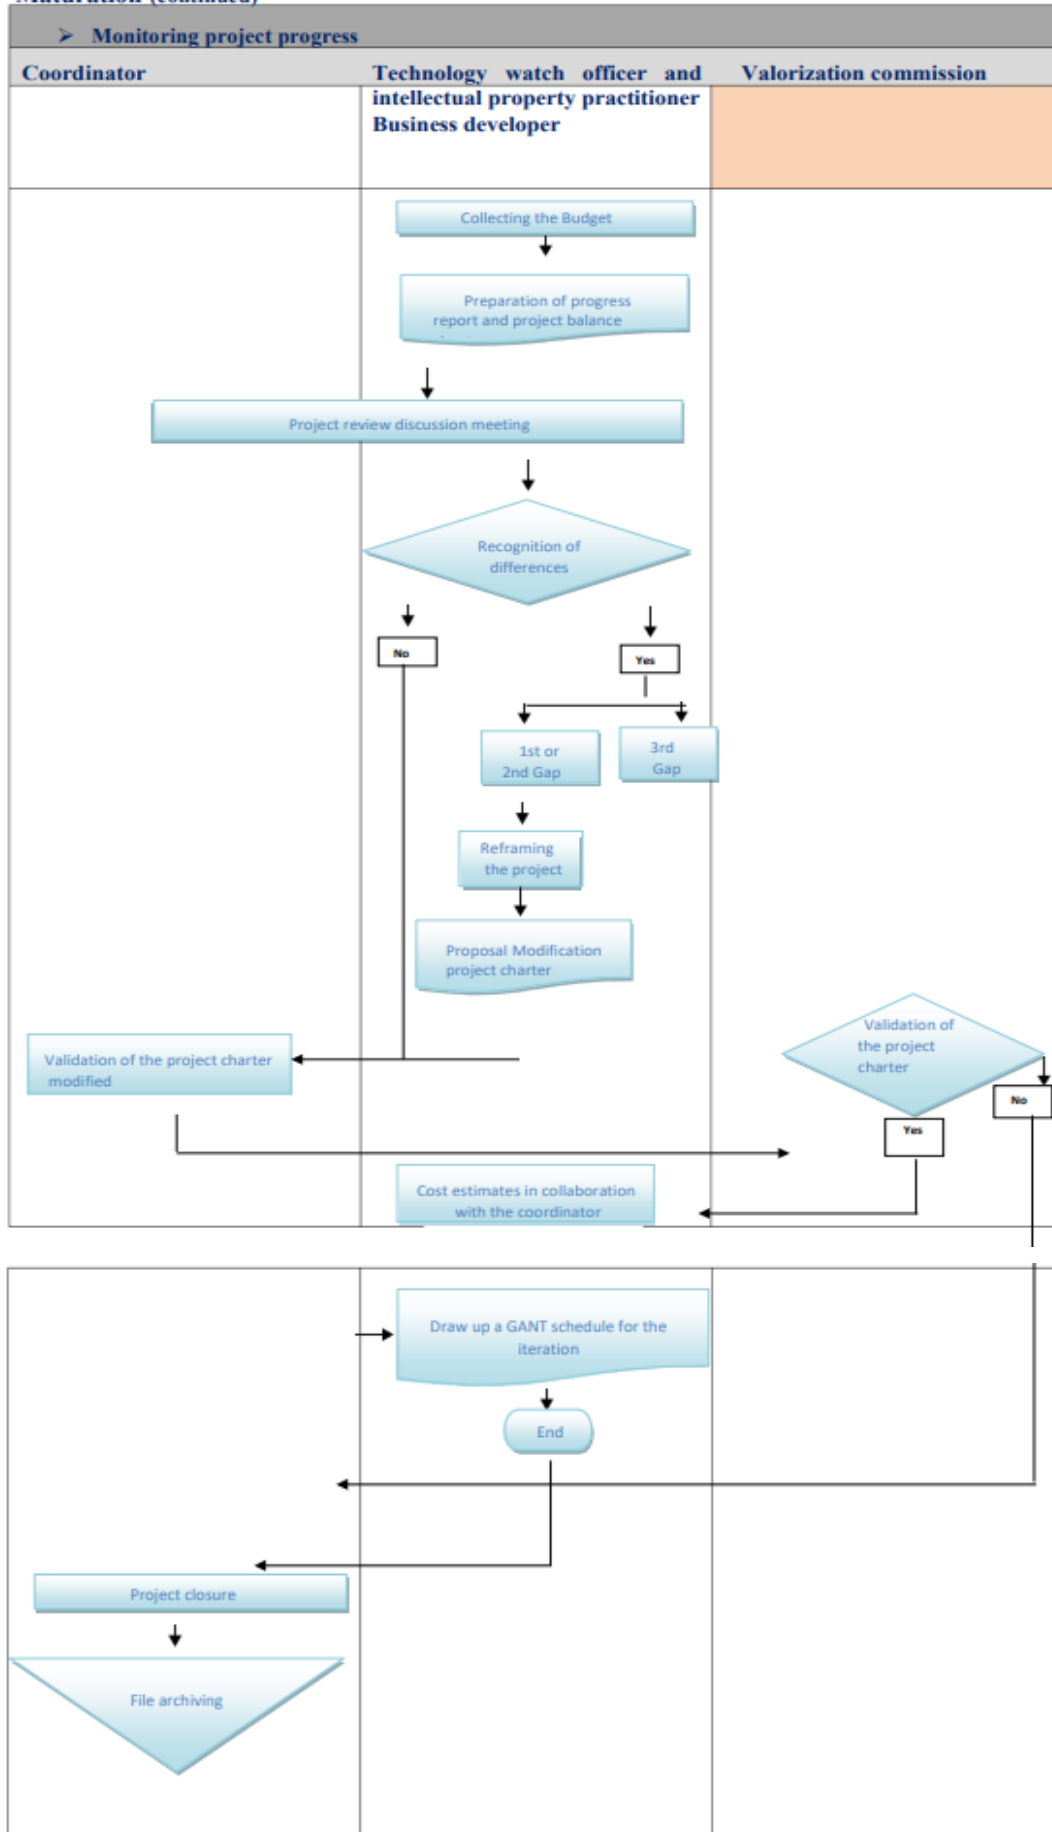 Maturation (continued)
➢ Monitoring project progress
Coordinator
Technology watch officer and
intellectual property practitioner
Business developer
Valorization commission
Collecting the Budget
Preparation of progress
report and project balance
Project review discussion meeting
Recognition of
differences
No
Yes
1st or
2nd Gap
3rd
Gap
Reframing
the project
Proposal Modification
project charter
Validation of the project charter
modified
Validation of
the project
charter
No
Yes
Cost estimates in collaboration
with the coordinator
Draw up a GANT schedule for the
iteration
End
Project closure
File archiving